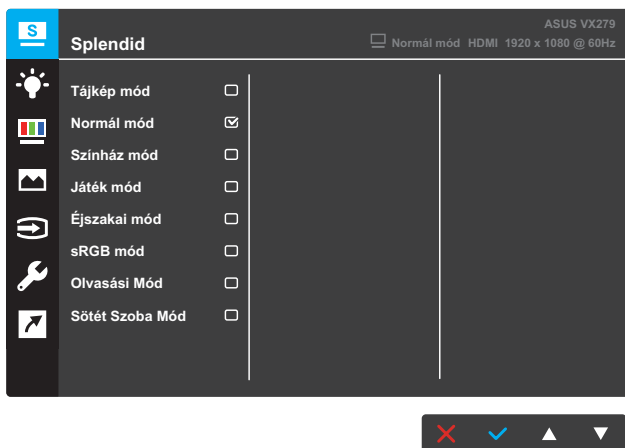 S
ASUS VX279
Splendid
Normál mód HDMI 1920 x 1080 @ 60Hz
Tájkép mód
Normál mód
Színház mód
Játék mód
Éjszakai mód
sRGB mód
Olvasási Mód
Sötét Szoba Mód